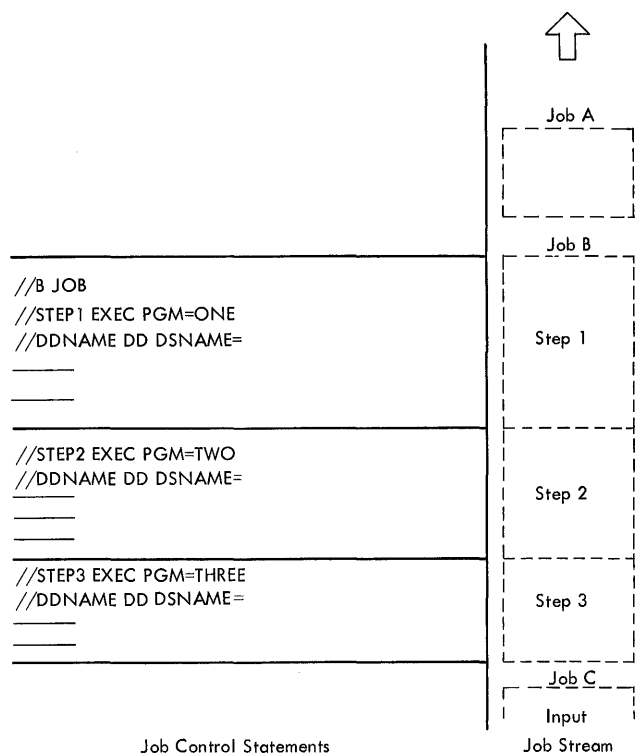 Job A
Job B
//B JOB
//STEP1 EXEC PGM=ONE
//DDNAME DD DSNAME=
Step 1
//STEP2 EXEC PGM=TWO
//DDNAME DD DSNAME=
Step 2
//STEP3 EXEC PGM=THREE
//DDNAME DD DSNAME=
Step 3
Job C
Input
Job Control Statements
Job Stream